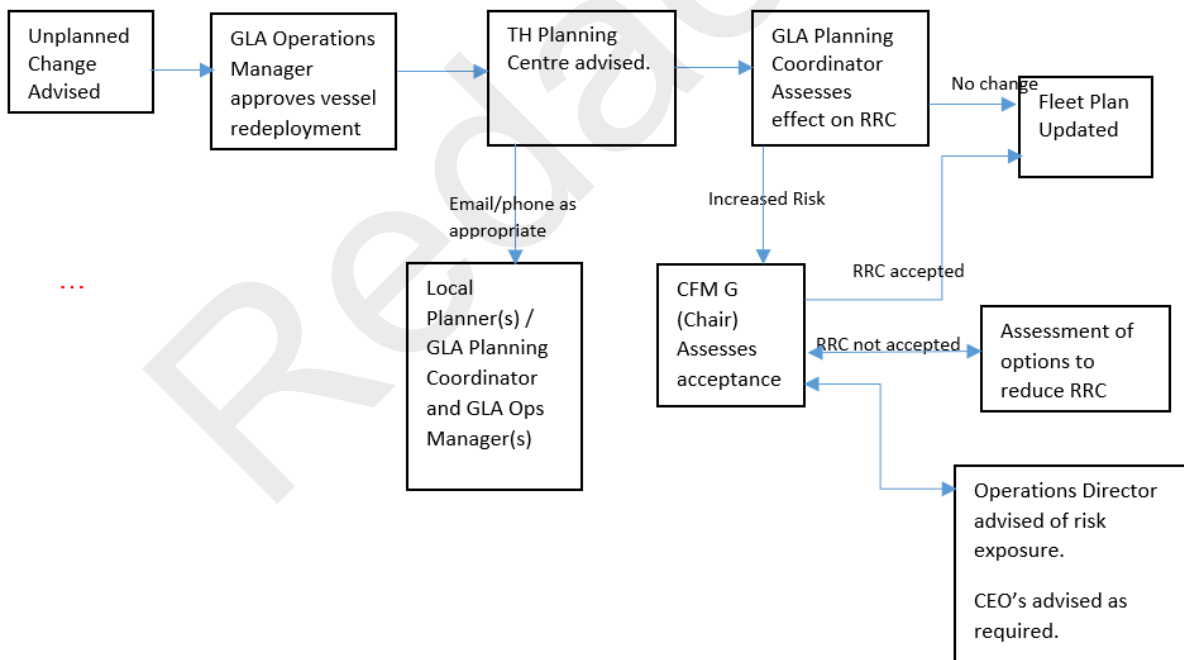 Unplanned
Change
Advised
GLA Operations
Manager
approves vessel
redeployment
TH Planning
Centre advised.
GLA Planning
Coordinator
Assesses
effect on RRC
No change
Fleet Plan
Updated
Email/phone as
appropriate
Increased Risk
Local
Planner(s) /
GLA Planning
Coordinator
and GLA Ops
Manager(s)
...
CFM G
(Chair)
Assesses
acceptance
RRC accepted
RRC not accepted
Assessment of
options to
reduce RRC
Operations Director
advised of risk
exposure.
CEO’s advised as
required.